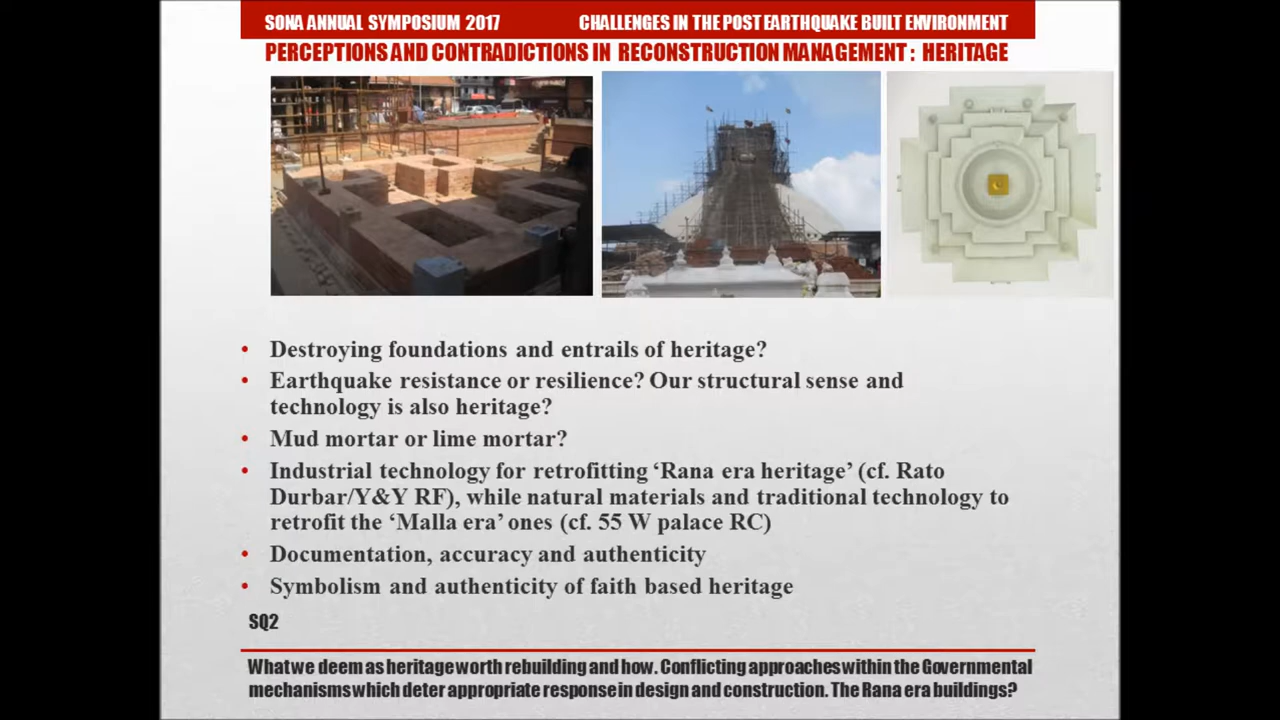 SONA ANNUAL SYMPOSIUM 2017 CHALLENGES IN THE POST EARTHQUAKE BUILT ENVIRONMENT
PERCEPTIONS AND CONTRADICTIONS IN RECONSTRUCTION MANAGEMENT : HERITAGE
• Destroying foundations and entrails of heritage?
• Earthquake resistance or resilience? Our structural sense and
technology is also heritage?
• Mud mortar or lime mortar?
• Industrial technology for retrofitting ‘Rana era heritage’ (cf. Rato
Durbar/Y&Y RF), while natural materials and traditional technology to
retrofit the ‘Malla era’ ones (cf. 55 W palace RC)
• Documentation, accuracy and authenticity
• Symbolism and authenticity of faith based heritage
SQ2
What we deem as heritage worth rebuilding and how. Conflicting approaches within the Governmental
mechanisms which deter appropriate response in design and construction. The Rana era buildings?